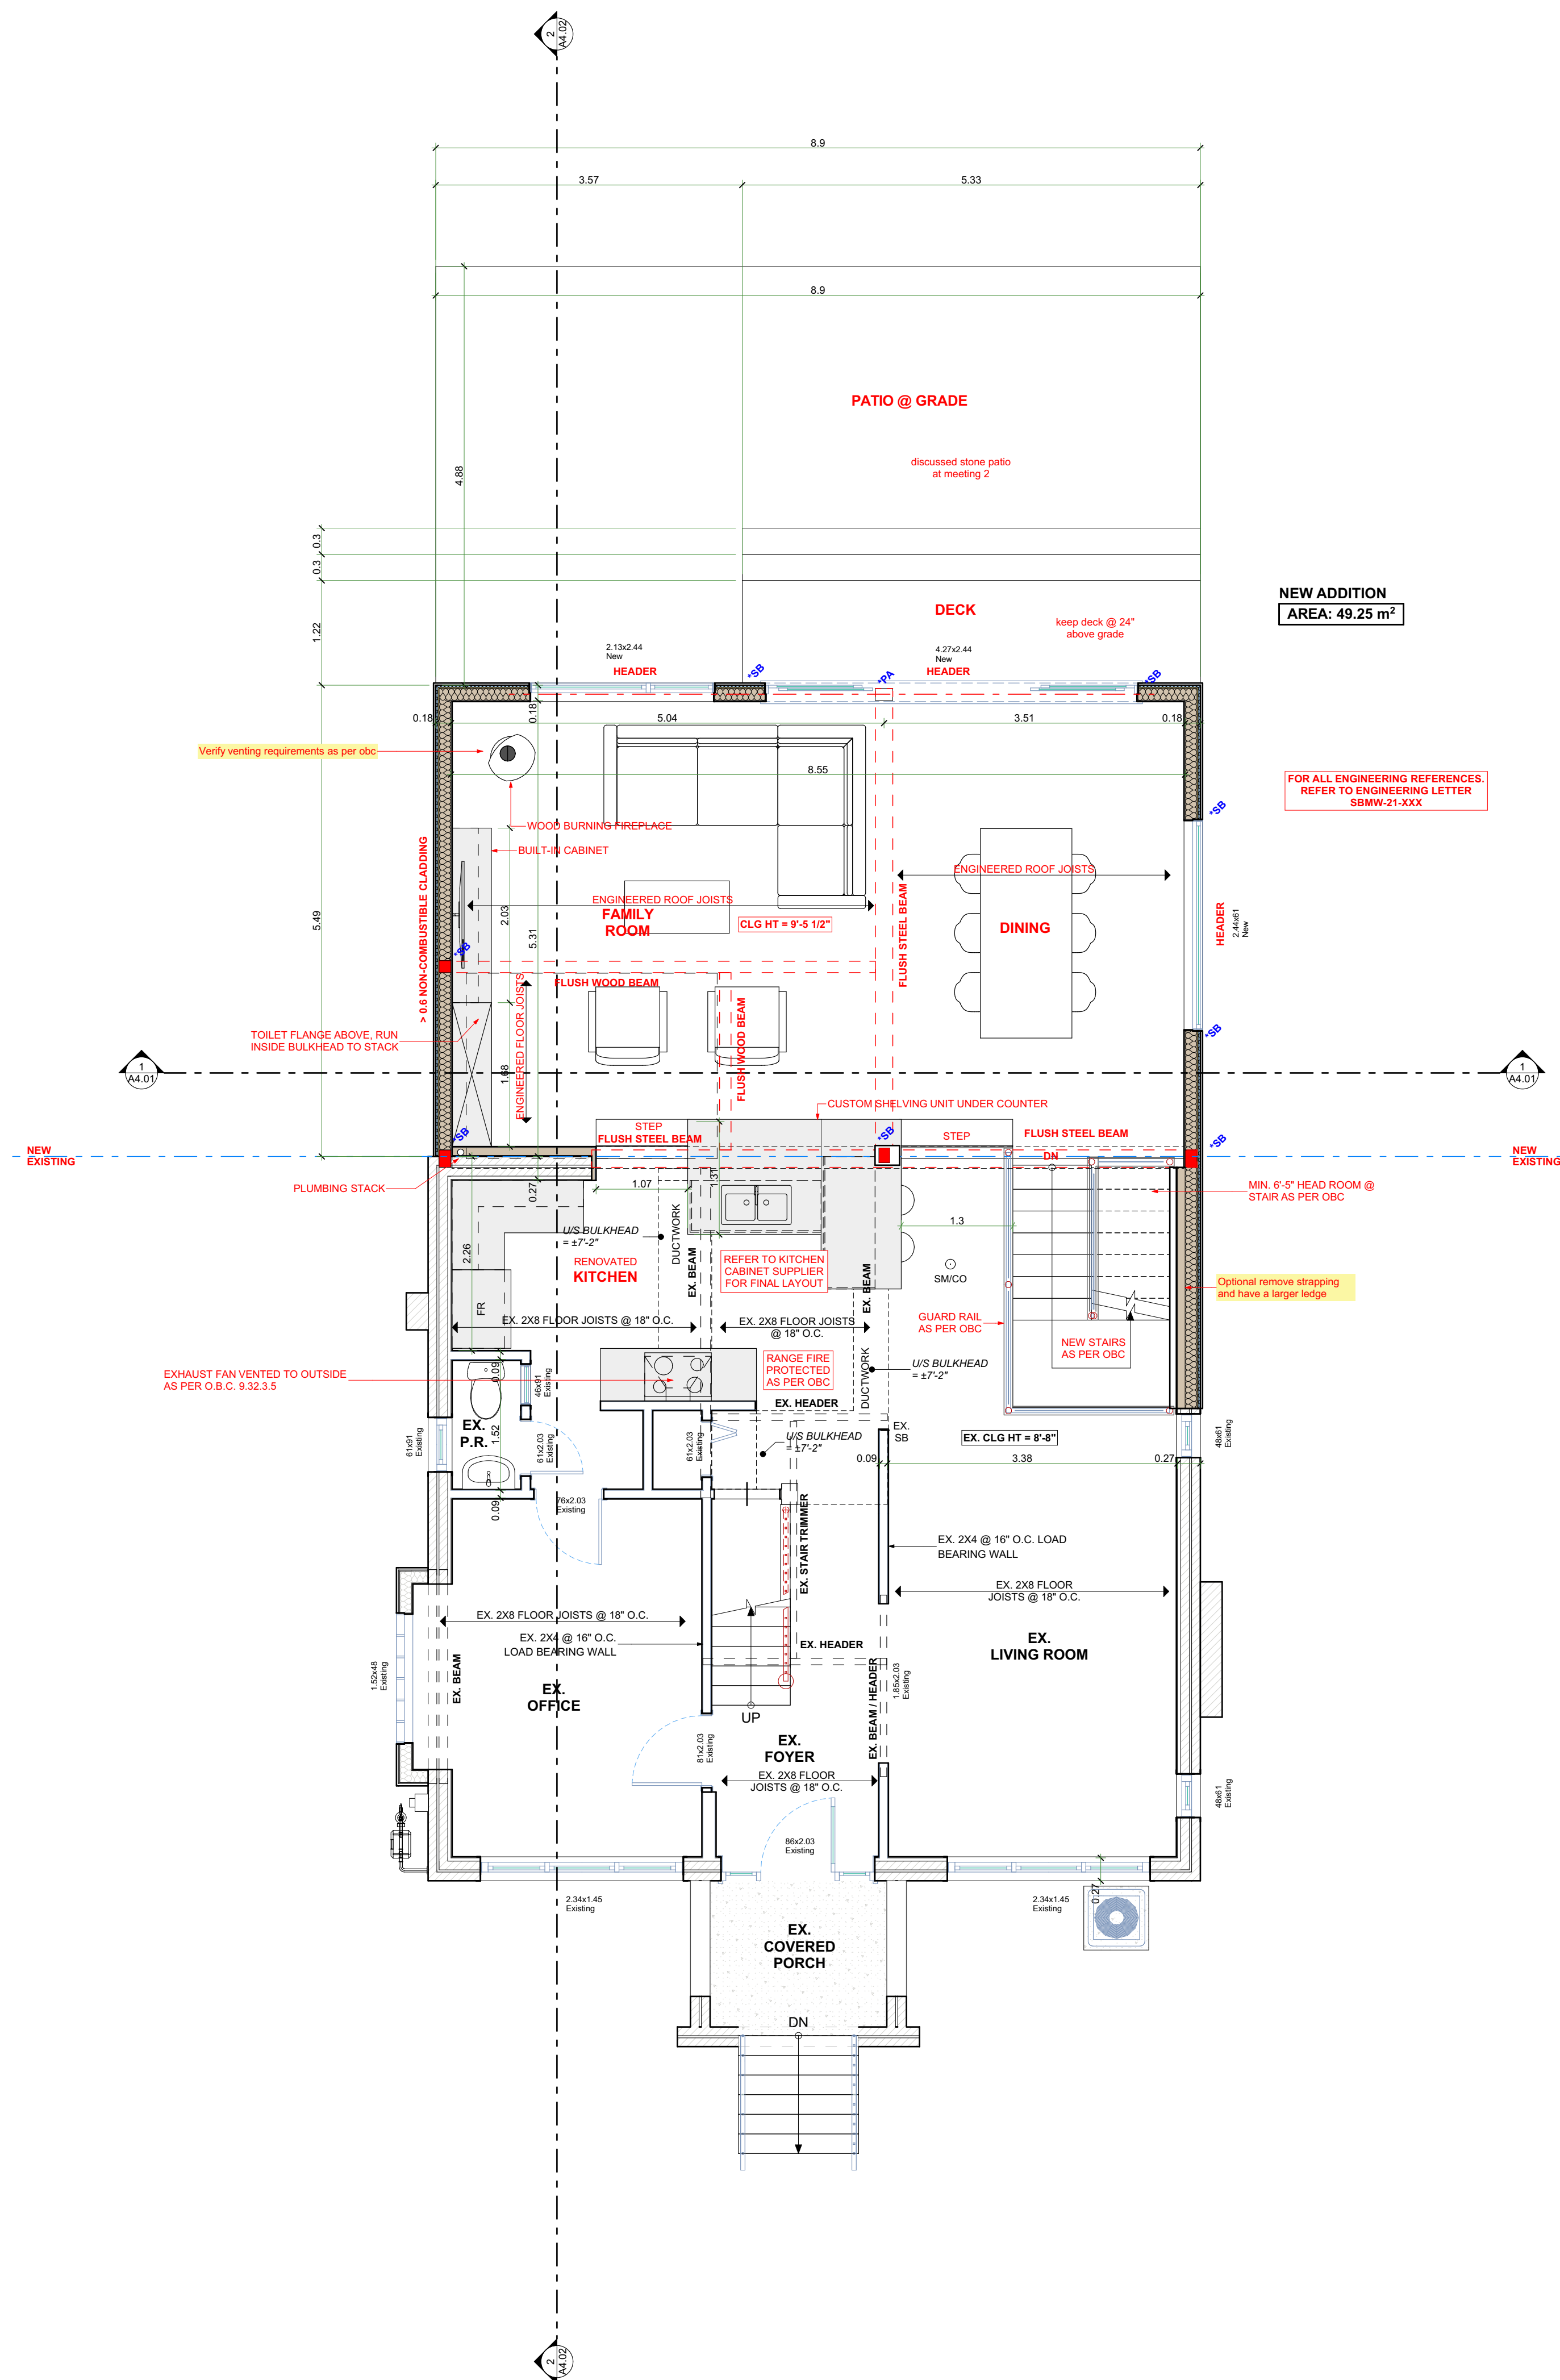 2
A4.02
8.9
3.57
5.33
8.9
PATIO @ GRADE
discussed stone patio
at meeting 2
4.88
0.3
0.3
1.22
DECK
keep deck @ 24"
above grade
NEW ADDITION
AREA: 49.25 m²
2.13x2.44
New
HEADER
*SB
*PA
4.27x2.44
New
HEADER
*SB
0.18
0.18
5.04
3.51
0.18
8.55
Verify venting requirements as per obc
WOOD BURNING FIREPLACE
BUILT-IN CABINET
FOR ALL ENGINEERING REFERENCES.
REFER TO ENGINEERING LETTER
SBMW-21-XXX
*SB
> 0.6 NON-COMBUSTIBLE CLADDING
5.49
2.03
5.31
ENGINEERED ROOF JOISTS
ENGINEERED ROOF JOISTS
FAMILY
ROOM
CLG HT = 9'-5 1/2"
FLUSH STEEL BEAM
DINING
HEADER
2.44x61
New
*SB
FLUSH WOOD BEAM
ENGINEERED FLOOR JOISTS
FLUSH WOOD BEAM
TOILET FLANGE ABOVE, RUN
INSIDE BULKHEAD TO STACK
*SB
1.68
1
A4.01
1
A4.01
CUSTOM SHELVING UNIT UNDER COUNTER
*SB
STEP
FLUSH STEEL BEAM
*SB
STEP
FLUSH STEEL BEAM
*SB
NEW
EXISTING
DN
NEW
EXISTING
PLUMBING STACK
0.27
1.07
1.31
MIN. 6'-5" HEAD ROOM @
STAIR AS PER OBC
2.26
U/S BULKHEAD
= ±7'-2"
DUCTWORK
1.3
RENOVATED
KITCHEN
EX. BEAM
REFER TO KITCHEN
CABINET SUPPLIER
FOR FINAL LAYOUT
EX. BEAM
SM/CO
Optional remove strapping
and have a larger ledge
FR
EX. 2X8 FLOOR JOISTS @ 18" O.C.
EX. 2X8 FLOOR JOISTS
@ 18" O.C.
GUARD RAIL
AS PER OBC
NEW STAIRS
AS PER OBC
EXHAUST FAN VENTED TO OUTSIDE
AS PER O.B.C. 9.32.3.5
0.09
46x91
Existing
RANGE FIRE
PROTECTED
AS PER OBC
DUCTWORK
U/S BULKHEAD
= ±7'-2"
EX. HEADER
61x91
Existing
EX.
P.R.
1.52
61x2.03
Existing
61x2.03
Existing
U/S BULKHEAD
= ±7'-2"
EX.
SB
EX. CLG HT = 8'-8"
48x61
Existing
0.09
3.38
0.27
0.09
76x2.03
Existing
EX. STAIR TRIMMER
EX. 2X4 @ 16" O.C. LOAD
BEARING WALL
EX. 2X8 FLOOR
JOISTS @ 18" O.C.
EX. 2X8 FLOOR JOISTS @ 18" O.C.
EX. 2X4 @ 16" O.C.
LOAD BEARING WALL
EX. HEADER
EX.
LIVING ROOM
1.52x48
Existing
EX. BEAM
EX.
OFFICE
EX. BEAM / HEADER
1.85x2.03
Existing
UP
81x2.03
Existing
EX.
FOYER
EX. 2X8 FLOOR
JOISTS @ 18" O.C.
48x61
Existing
86x2.03
Existing
2.34x1.45
Existing
2.34x1.45
Existing
0.27
EX.
COVERED
PORCH
DN
2
A4.02